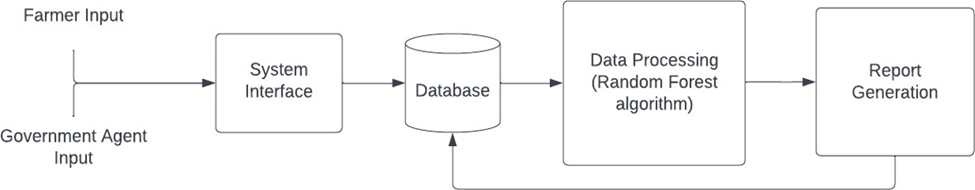 Farmer Input
System
Interface
Database
Data Processing
(Random Forest
algorithm)
Report
Generation
Government Agent
Input